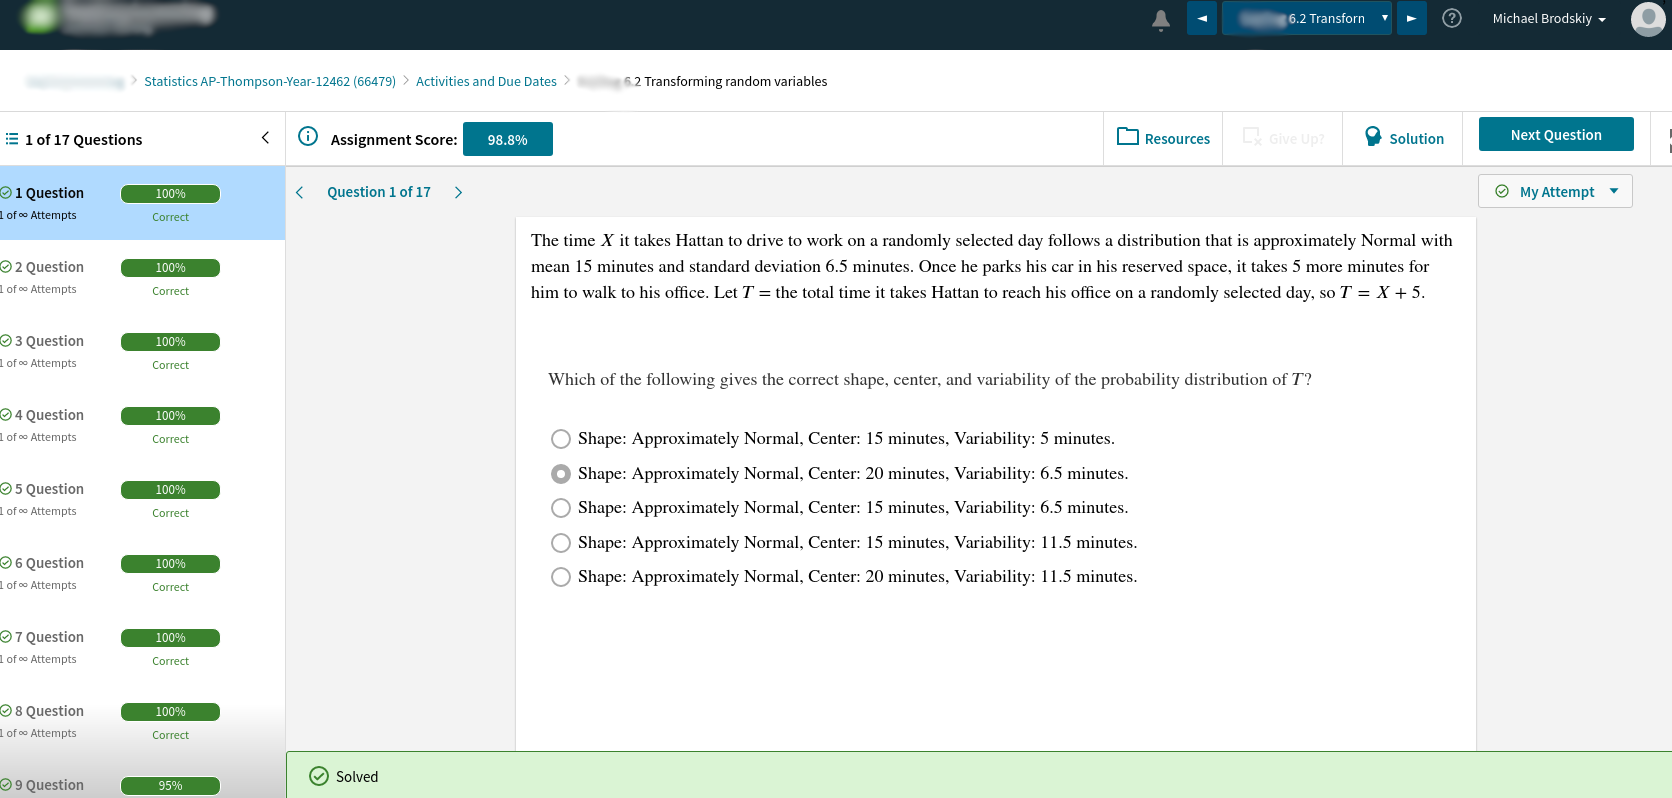 6.2 Transforn
Michael Brodskiy
Statistics AP-Thompson-Year-12462 (66479) > Activities and Due Dates > 6.2 Transforming random variables
1 of 17 Questions
Assignment Score: 98.8%
Resources
Give Up?
Solution
Next Question
1 Question 100%
1 of ∞ Attempts Correct
2 Question 100%
1 of ∞ Attempts Correct
3 Question 100%
1 of ∞ Attempts Correct
4 Question 100%
1 of ∞ Attempts Correct
5 Question 100%
1 of ∞ Attempts Correct
6 Question 100%
1 of ∞ Attempts Correct
7 Question 100%
1 of ∞ Attempts Correct
8 Question 100%
1 of ∞ Attempts Correct
9 Question 95%
Question 1 of 17
My Attempt
The time X it takes Hattan to drive to work on a randomly selected day follows a distribution that is approximately Normal with
mean 15 minutes and standard deviation 6.5 minutes. Once he parks his car in his reserved space, it takes 5 more minutes for
him to walk to his office. Let T = the total time it takes Hattan to reach his office on a randomly selected day, so T = X + 5.
Which of the following gives the correct shape, center, and variability of the probability distribution of T?
Shape: Approximately Normal, Center: 15 minutes, Variability: 5 minutes.
Shape: Approximately Normal, Center: 20 minutes, Variability: 6.5 minutes.
Shape: Approximately Normal, Center: 15 minutes, Variability: 6.5 minutes.
Shape: Approximately Normal, Center: 15 minutes, Variability: 11.5 minutes.
Shape: Approximately Normal, Center: 20 minutes, Variability: 11.5 minutes.
Solved